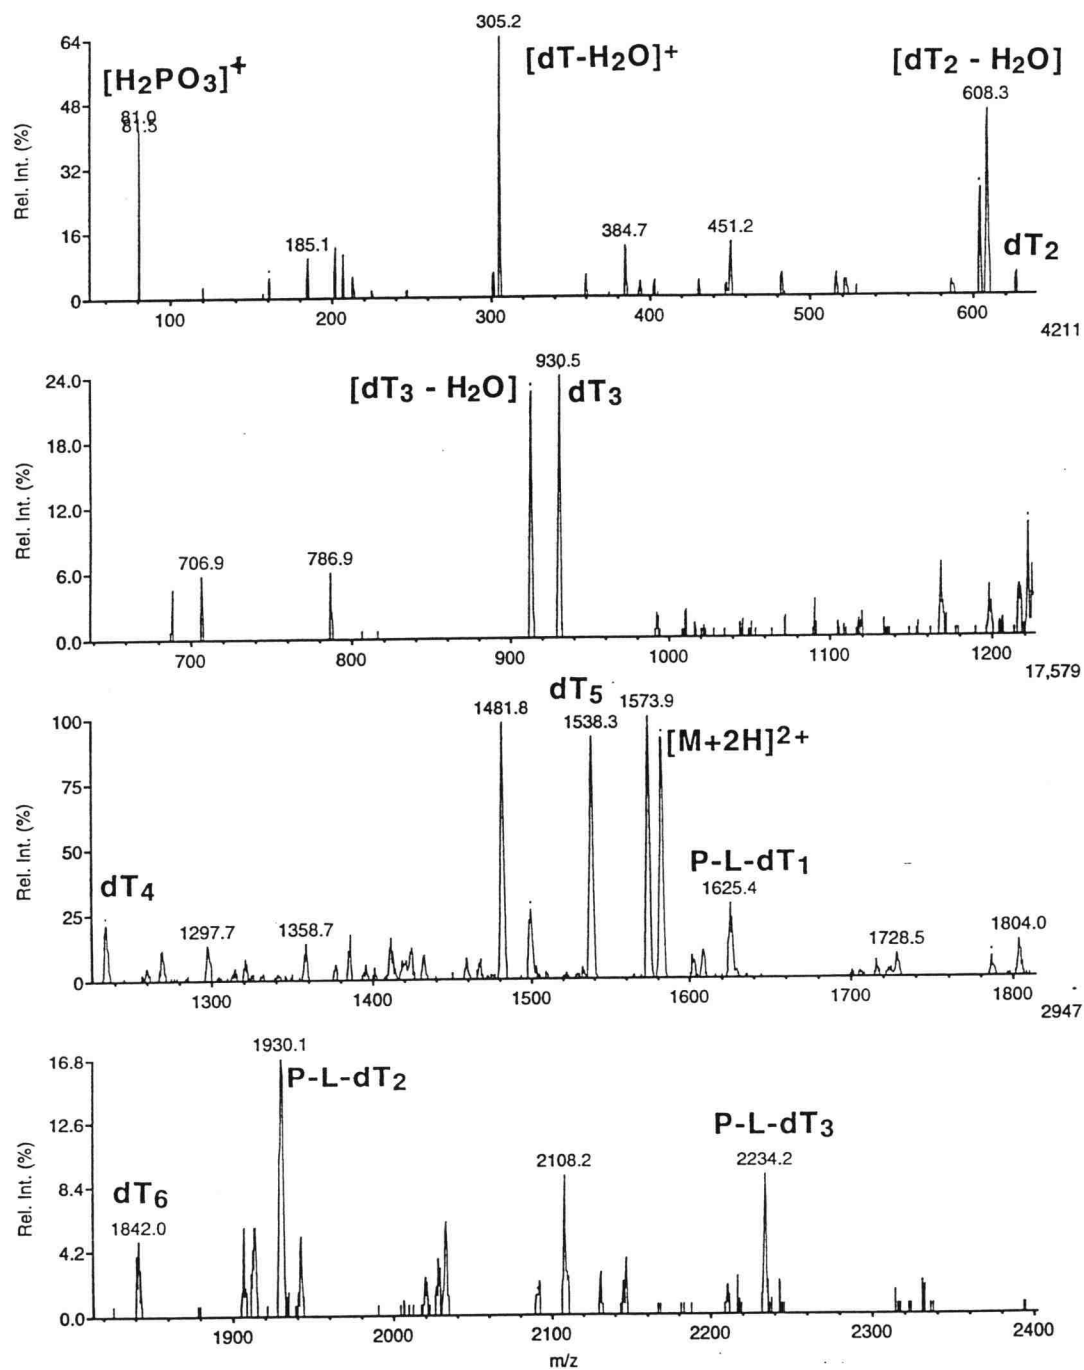 305.2
[H2PO3]+
[dT-H2O]+
[dT2 - H2O]
608.3
81.0
81.5
185.1
384.7
451.2
dT2
Rel. Int. (%)
64
48
32
16
0
100 200 300 400 500 600
4211
930.5
[dT3 - H2O]
dT3
706.9
786.9
Rel. Int. (%)
24.0
18.0
12.0
6.0
0.0
700 800 900 1000 1100 1200
17,579
dT5
1481.8
1538.3
1573.9
[M+2H]2+
P-L-dT1
1625.4
dT4
1297.7
1358.7
1728.5
1804.0
Rel. Int. (%)
100
75
50
25
0
1300 1400 1500 1600 1700 1800
2947
1930.1
P-L-dT2
P-L-dT3
2108.2
2234.2
dT6
1842.0
Rel. Int. (%)
16.8
12.6
8.4
4.2
0.0
1900 2000 2100 2200 2300 2400
m/z